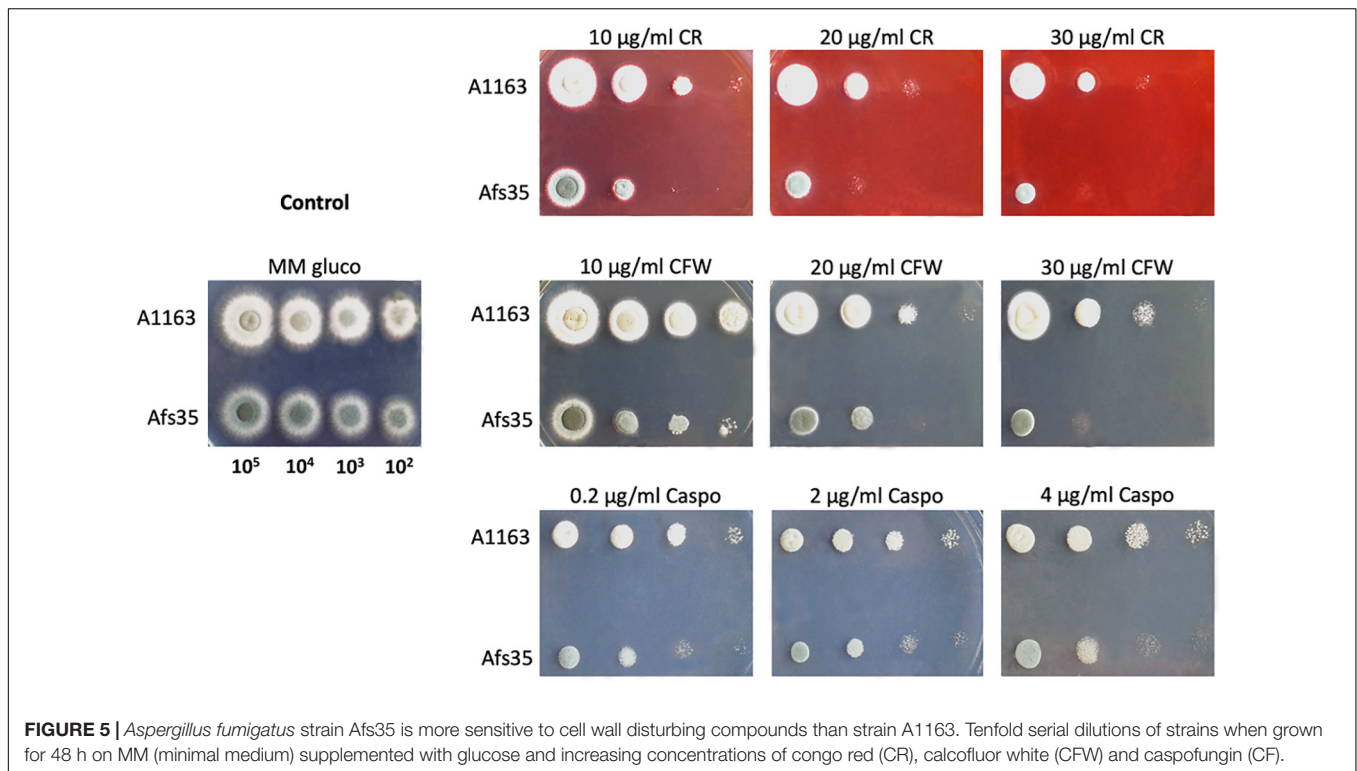 10 µg/ml CR 20 µg/ml CR 30 µg/ml CR
A1163
Afs35
Control
MM gluco
A1163
Afs35
10⁵ 10⁴ 10³ 10²
10 µg/ml CFW 20 µg/ml CFW 30 µg/ml CFW
A1163
Afs35
0.2 µg/ml Caspo 2 µg/ml Caspo 4 µg/ml Caspo
A1163
Afs35
FIGURE 5 | Aspergillus fumigatus strain Afs35 is more sensitive to cell wall disturbing compounds than strain A1163. Tenfold serial dilutions of strains when grown
for 48 h on MM (minimal medium) supplemented with glucose and increasing concentrations of congo red (CR), calcofluor white (CFW) and caspofungin (CF).